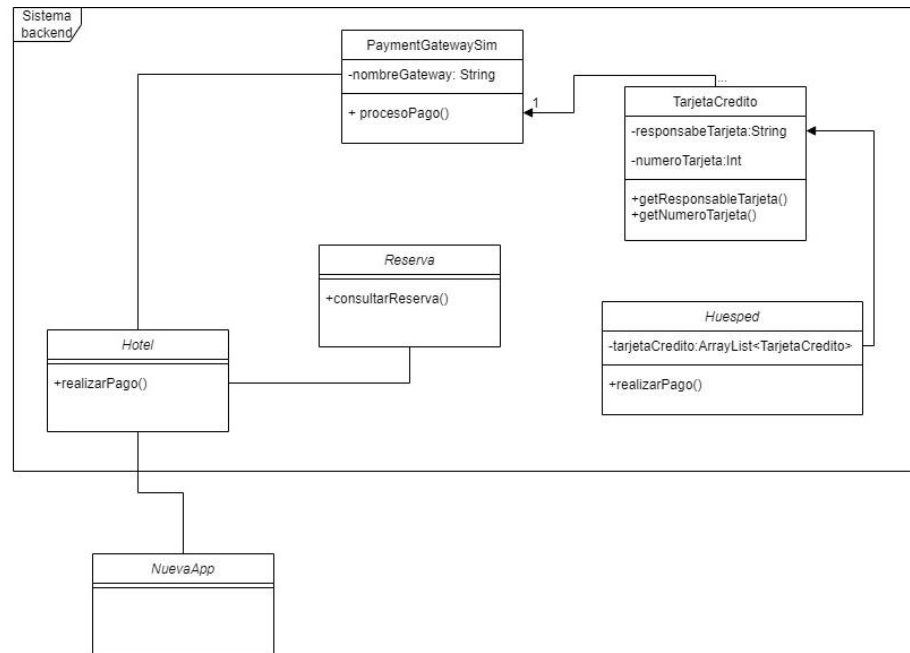 Sistema
backend
PaymentGatewaySim
-nombreGateway: String
+ procesoPago()
1
...
TarjetaCredito
-responsabeTarjeta:String
-numeroTarjeta:Int
+getResponsableTarjeta()
+getNumeroTarjeta()
Reserva
+consultarReserva()
Huesped
-tarjetaCredito:ArrayList<TarjetaCredito>
+realizarPago()
Hotel
+realizarPago()
NuevaApp